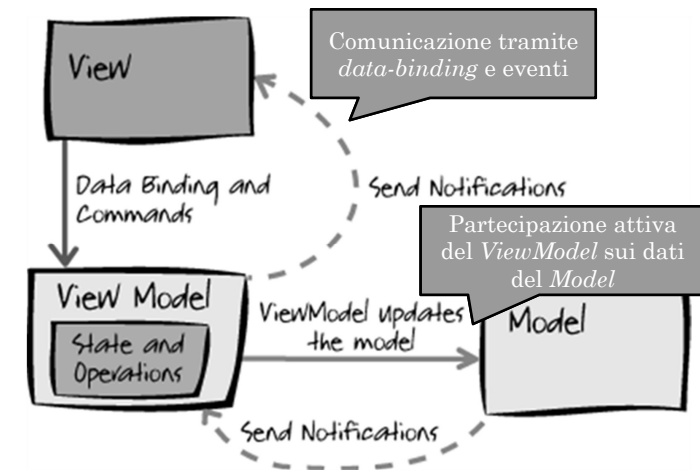 View
Comunicazione tramite
data-binding e eventi
Data Binding and
Commands
Send Notifications
Partecipazione attiva
del ViewModel sui dati
del Model
View Model
State and
Operations
ViewModel updates
the model
Model
Send Notifications